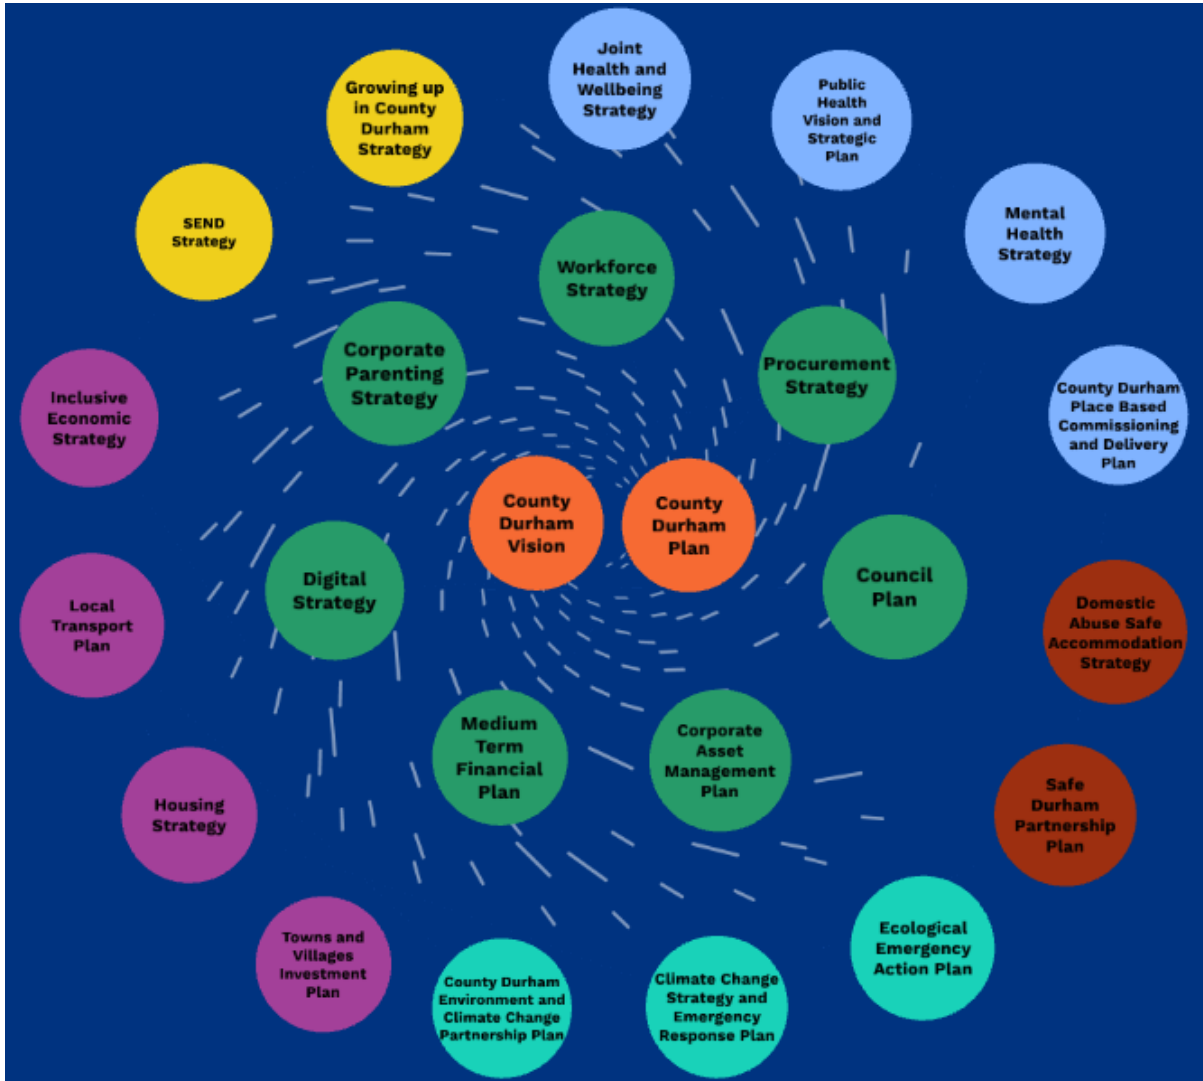 Joint
Health and
Wellbeing
Strategy
Growing up
in County
Durham
Strategy
Public
Health
Vision and
Strategic
Plan
SEND
Strategy
Mental
Health
Strategy
Workforce
Strategy
Corporate
Parenting
Strategy
Procurement
Strategy
Inclusive
Economic
Strategy
County Durham
Place Based
Commissioning
and Delivery
Plan
County
Durham
Vision
County
Durham
Plan
Digital
Strategy
Council
Plan
Local
Transport
Plan
Domestic
Abuse Safe
Accommodation
Strategy
Medium
Term
Financial
Plan
Corporate
Asset
Management
Plan
Housing
Strategy
Safe
Durham
Partnership
Plan
Towns and
Villages
Investment
Plan
Ecological
Emergency
Action Plan
County Durham
Environment and
Climate Change
Partnership Plan
Climate Change
Strategy and
Emergency
Response Plan